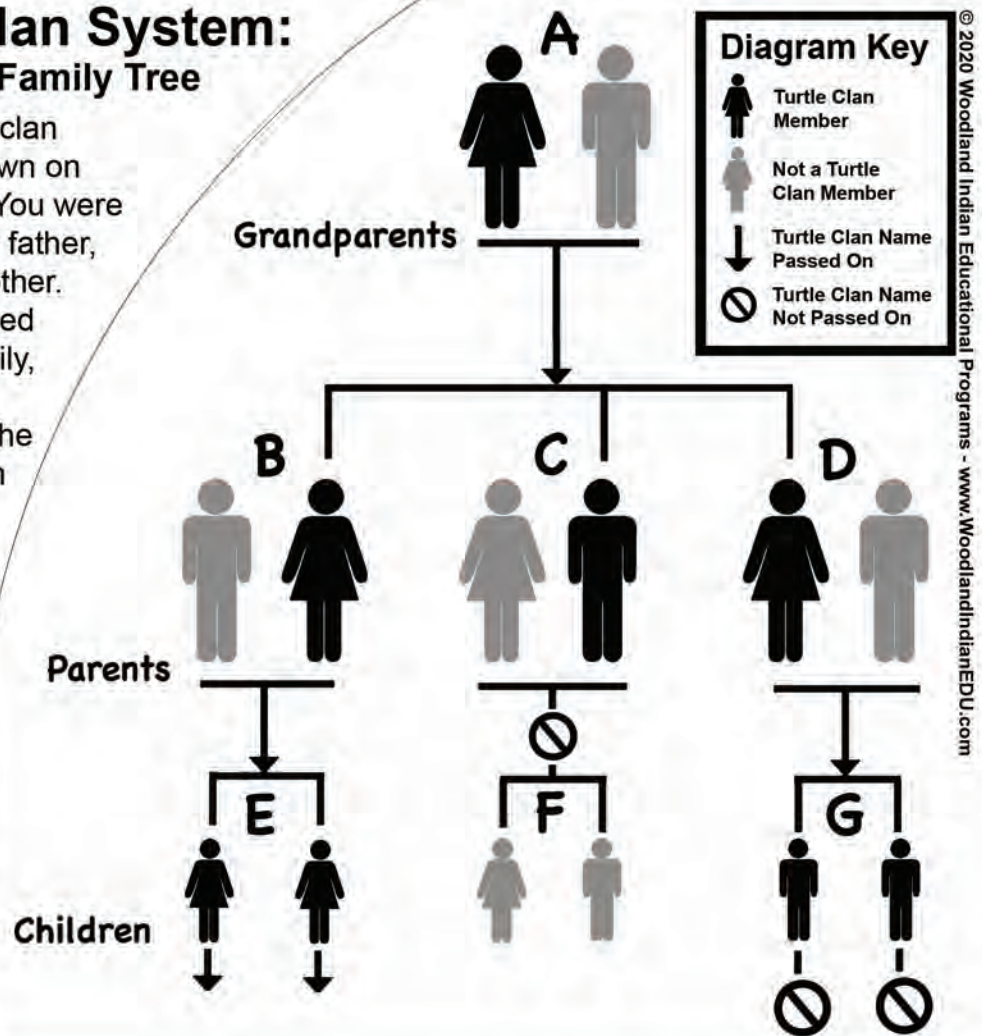 lan System:
Family Tree
clan
wn on
You were
father,
other.
ed
ily,
he
n
A
Grandparents
Diagram Key
Turtle Clan
Member
Not a Turtle
Clan Member
Turtle Clan Name
Passed On
Turtle Clan Name
Not Passed On
B
C
D
Parents
E
F
G
Children
© 2020 Woodland Indian Educational Programs - www.WoodlandIndianEDU.com